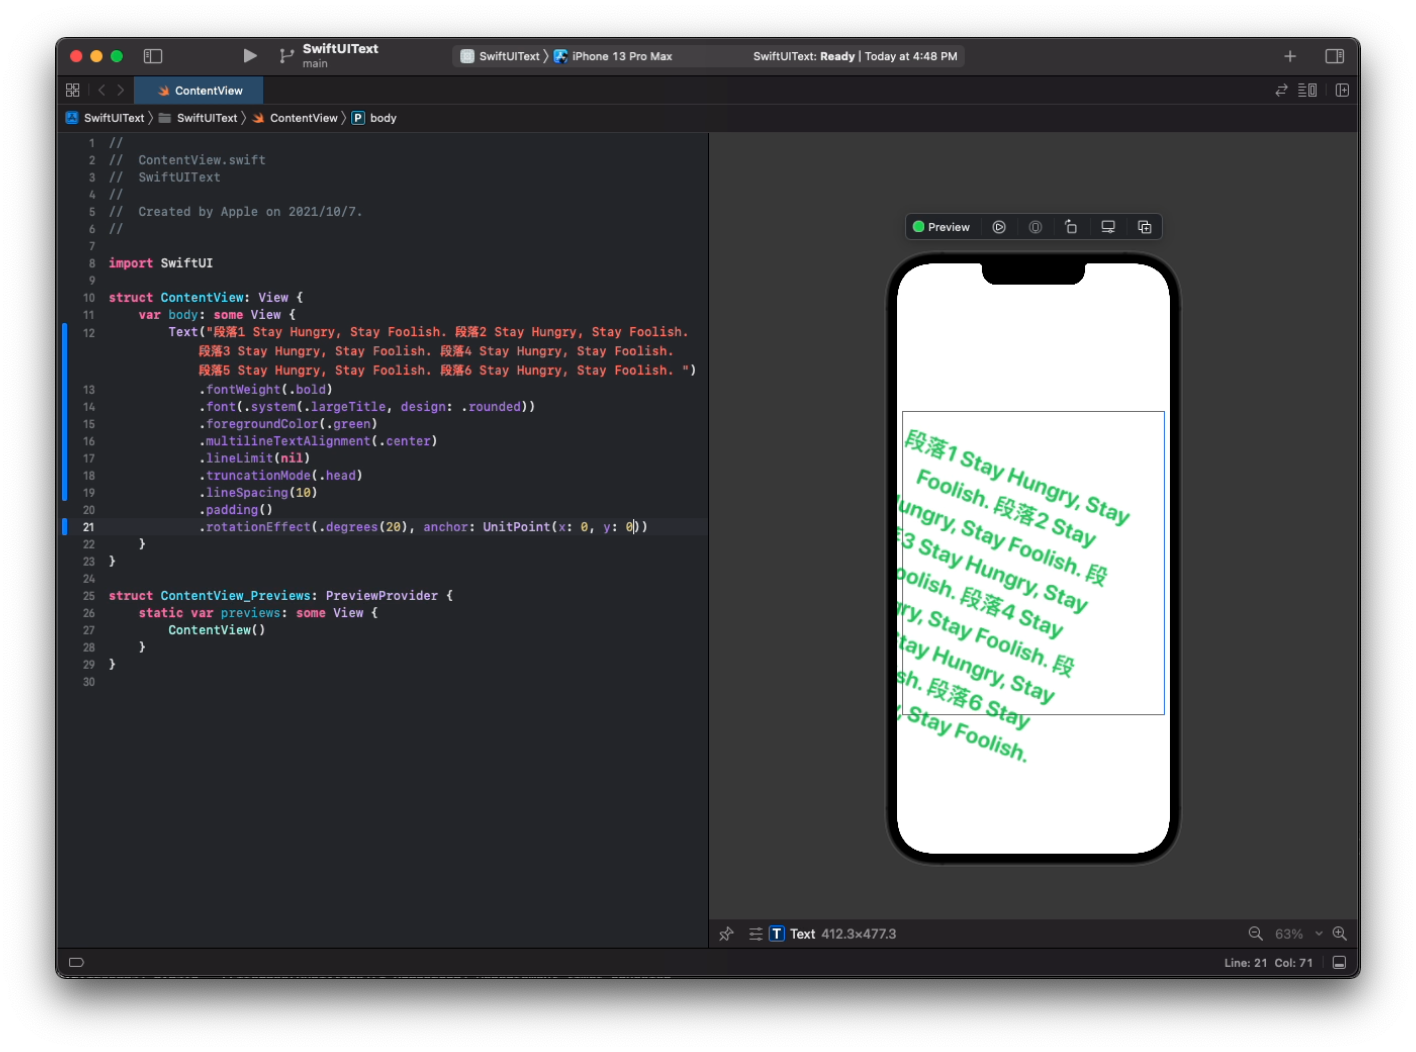 SwiftUIText
main
SwiftUIText 〉 iPhone 13 Pro Max
SwiftUIText: Ready | Today at 4:48 PM
ContentView
SwiftUIText 〉 SwiftUIText 〉 ContentView 〉 P body
1 //
2 //  ContentView.swift
3 //  SwiftUIText
4 //
5 //  Created by Apple on 2021/10/7.
6 //
7
8 import SwiftUI
9
10 struct ContentView: View {
11     var body: some View {
12         Text("段落1 Stay Hungry, Stay Foolish. 段落2 Stay Hungry, Stay Foolish.
段落3 Stay Hungry, Stay Foolish. 段落4 Stay Hungry, Stay Foolish.
段落5 Stay Hungry, Stay Foolish. 段落6 Stay Hungry, Stay Foolish. ")
13             .fontWeight(.bold)
14             .font(.system(.largeTitle, design: .rounded))
15             .foregroundColor(.green)
16             .multilineTextAlignment(.center)
17             .lineLimit(nil)
18             .truncationMode(.head)
19             .lineSpacing(10)
20             .padding()
21             .rotationEffect(.degrees(20), anchor: UnitPoint(x: 0, y: 0))
22     }
23 }
24
25 struct ContentView_Previews: PreviewProvider {
26     static var previews: some View {
27         ContentView()
28     }
29 }
30
Preview
段落1 Stay Hungry, Stay
Foolish. 段落2 Stay
ungry, Stay Foolish. 段
3 Stay Hungry, Stay
oolish. 段落4 Stay
ry, Stay Foolish. 段
tay Hungry, Stay
sh. 段落6 Stay
, Stay Foolish.
T Text 412.3×477.3
63%
Line: 21 Col: 71